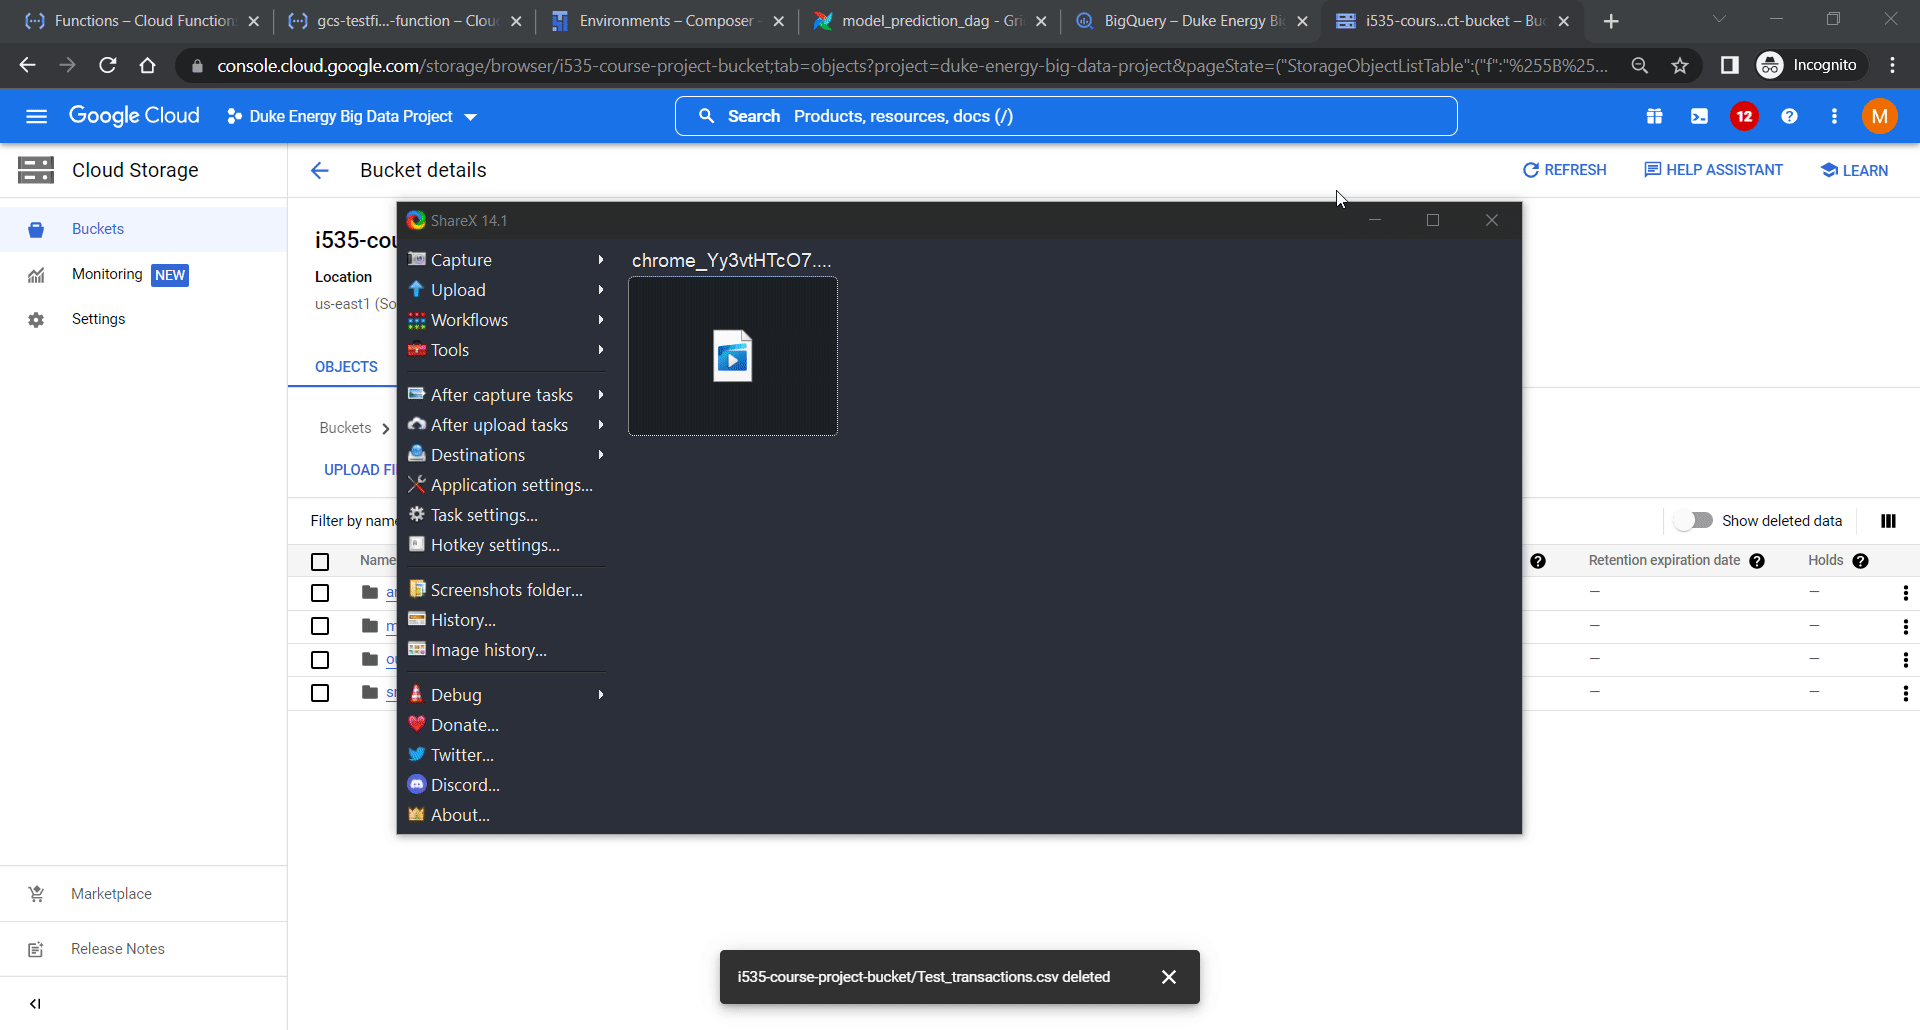 Functions – Cloud Function
gcs-testfi...-function – Clou
Environments – Composer
model_prediction_dag - Gri
BigQuery – Duke Energy Bi
i535-cours...ct-bucket – Bu
console.cloud.google.com/storage/browser/i535-course-project-bucket;tab=objects?project=duke-energy-big-data-project&pageState=("StorageObjectListTable":("f":"%255B%25...
Incognito
Google Cloud
Duke Energy Big Data Project
Search Products, resources, docs (/)
12
M
Cloud Storage
Bucket details
REFRESH
HELP ASSISTANT
LEARN
Buckets
Monitoring NEW
Settings
Marketplace
Release Notes
i535-cou
Location
us-east1 (So
OBJECTS
Buckets
UPLOAD FI
Filter by name
Show deleted data
Name
Retention expiration date
Holds
ShareX 14.1
Capture
Upload
Workflows
Tools
After capture tasks
After upload tasks
Destinations
Application settings...
Task settings...
Hotkey settings...
Screenshots folder...
History...
Image history...
Debug
Donate...
Twitter...
Discord...
About...
chrome_Yy3vtHTcO7....
i535-course-project-bucket/Test_transactions.csv deleted